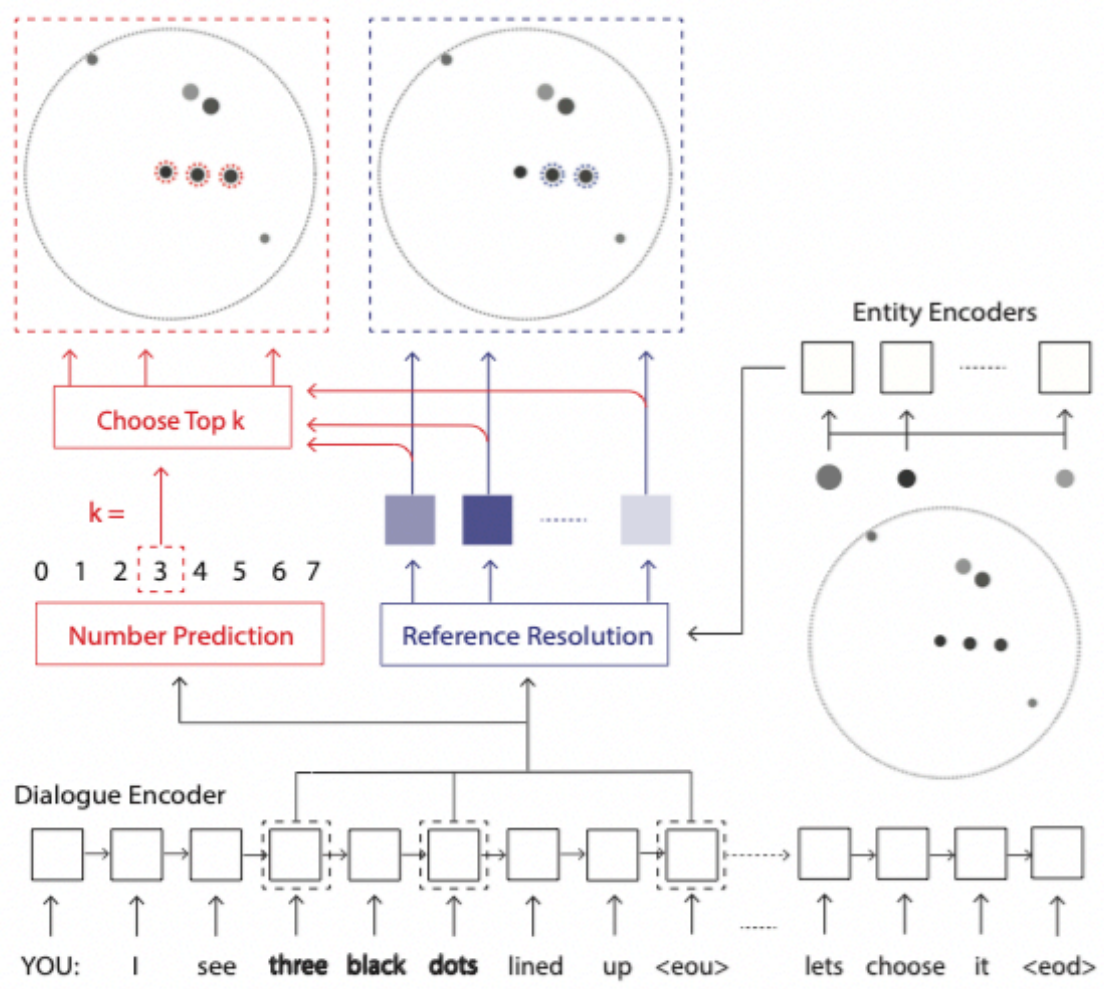 Entity Encoders
Choose Top k
k =
0 1 2 3 4 5 6 7
Number Prediction
Reference Resolution
Dialogue Encoder
YOU: I see three black dots lined up <eou> lets choose it <eod>